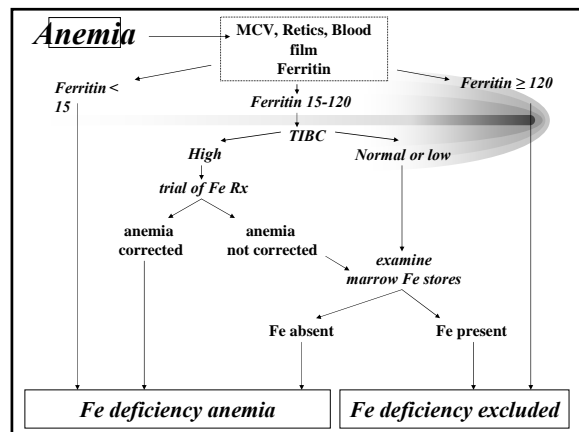 Anemia
MCV, Retics, Blood
film
Ferritin
Ferritin <
15
Ferritin 15-120
Ferritin ≥ 120
TIBC
High
Normal or low
trial of Fe Rx
anemia
corrected
anemia
not corrected
examine
marrow Fe stores
Fe absent
Fe present
Fe deficiency anemia
Fe deficiency excluded